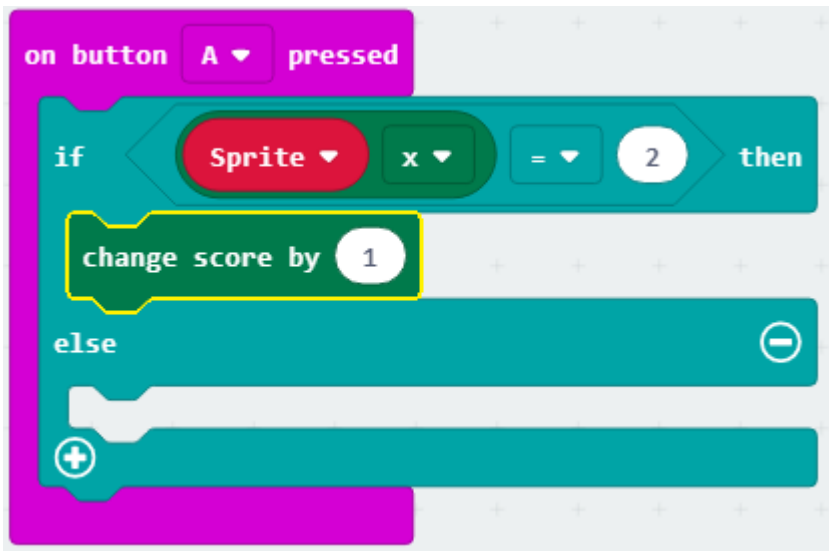 on button A pressed
if Sprite x = 2 then
change score by 1
else